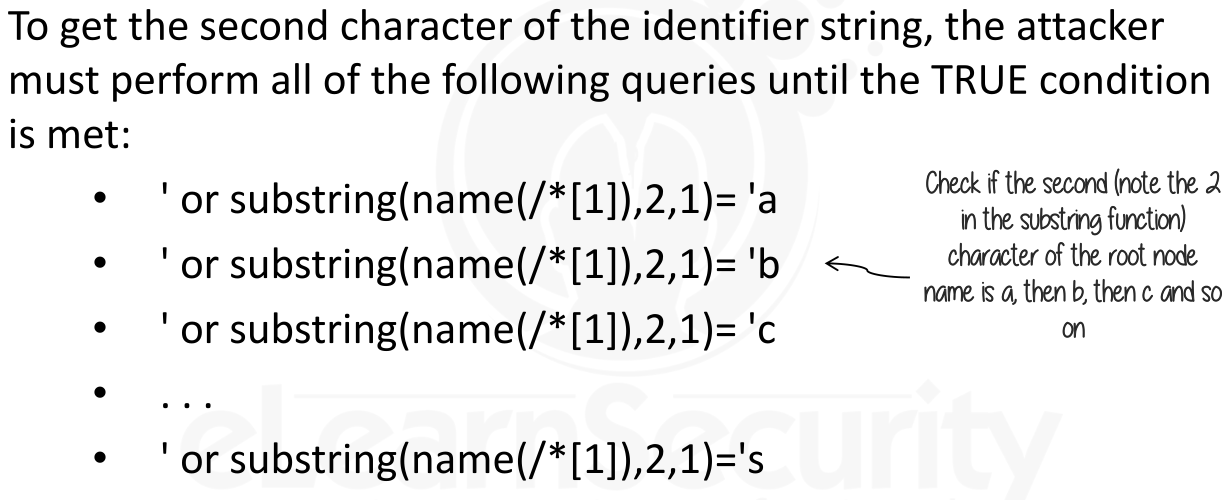 To get the second character of the identifier string, the attacker
must perform all of the following queries until the TRUE condition
is met:
• ' or substring(name(/*[1]),2,1)= 'a
• ' or substring(name(/*[1]),2,1)= 'b
• ' or substring(name(/*[1]),2,1)= 'c
• . . .
• ' or substring(name(/*[1]),2,1)='s
Check if the second (note the 2
in the substring function)
character of the root node
name is a, then b, then c and so
on
eLearnSecurity